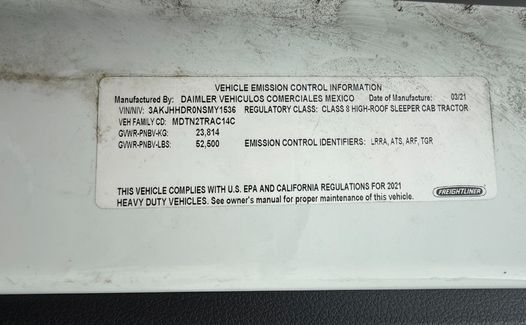 VEHICLE EMISSION CONTROL INFORMATION
Manufactured By: DAIMLER VEHICULOS COMERCIALES MEXICO Date of Manufacture: 03/21
VIN/NIV: 3AKJHHDR0NSMY1536 REGULATORY CLASS: CLASS 8 HIGH-ROOF SLEEPER CAB TRACTOR
VEH FAMILY CD: MDTN2TRAC14C
GVWR-PNBV-KG: 23,814
GVWR-PNBV-LBS: 52,500 EMISSION CONTROL IDENTIFIERS: LRRA, ATS, ARF, TGR
THIS VEHICLE COMPLIES WITH U.S. EPA AND CALIFORNIA REGULATIONS FOR 2021
HEAVY DUTY VEHICLES. See owner's manual for proper maintenance of this vehicle.
FREIGHTLINER